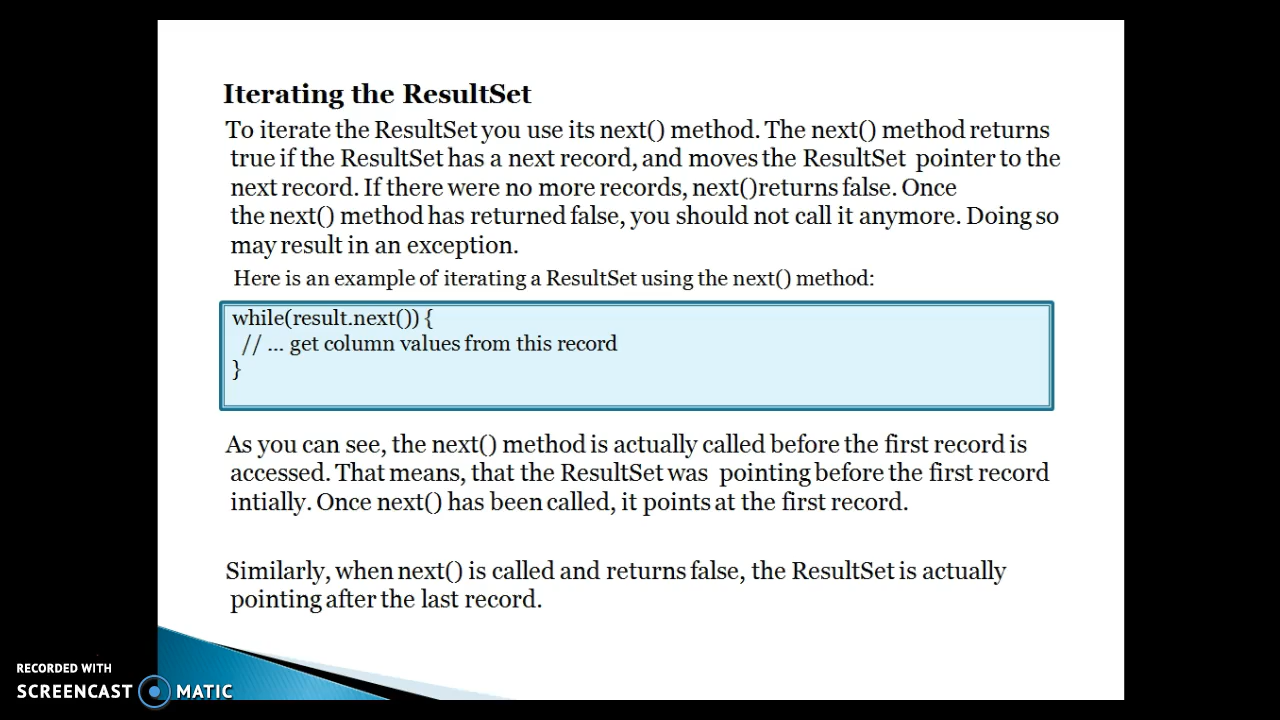 Iterating the ResultSet
To iterate the ResultSet you use its next() method. The next() method returns
true if the ResultSet has a next record, and moves the ResultSet pointer to the
next record. If there were no more records, next()returns false. Once
the next() method has returned false, you should not call it anymore. Doing so
may result in an exception.
Here is an example of iterating a ResultSet using the next() method:
while(result.next()) {
// ... get column values from this record
}
As you can see, the next() method is actually called before the first record is
accessed. That means, that the ResultSet was pointing before the first record
intially. Once next() has been called, it points at the first record.
Similarly, when next() is called and returns false, the ResultSet is actually
pointing after the last record.
RECORDED WITH
SCREENCAST MATIC